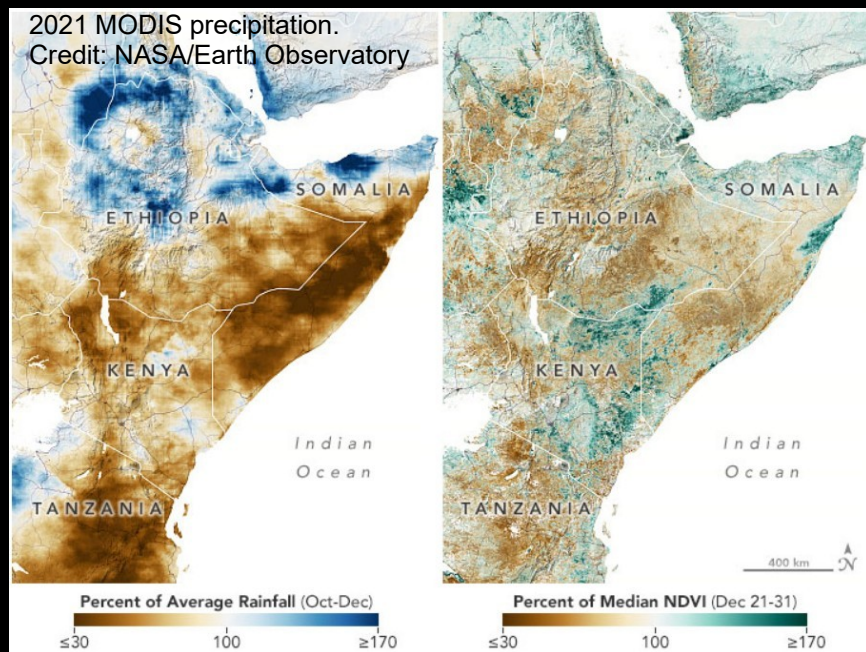 2021 MODIS precipitation.
Credit: NASA/Earth Observatory
SOMALIA
ETHIOPIA
KENYA
Indian
Ocean
TANZANIA
Percent of Average Rainfall (Oct-Dec)
≤30 100 ≥170
SOMALIA
ETHIOPIA
KENYA
Indian
Ocean
TANZANIA
400 km
N
Percent of Median NDVI (Dec 21-31)
≤30 100 ≥170